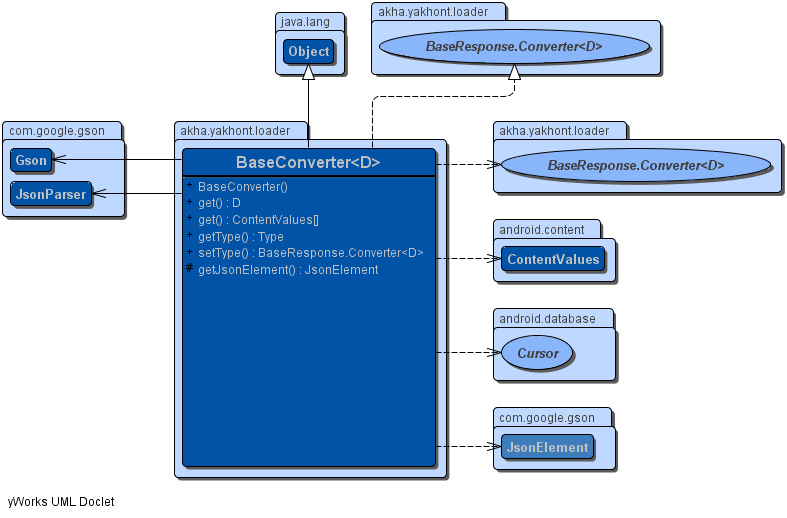 java.lang
Object
akha.yakhont.loader
BaseResponse.Converter<D>
com.google.gson
Gson
JsonParser
akha.yakhont.loader
BaseConverter<D>
+ BaseConverter()
+ get() : D
+ get() : ContentValues[]
+ getType() : Type
+ setType() : BaseResponse.Converter<D>
# getJsonElement() : JsonElement
akha.yakhont.loader
BaseResponse.Converter<D>
android.content
ContentValues
android.database
Cursor
com.google.gson
JsonElement
yWorks UML Doclet